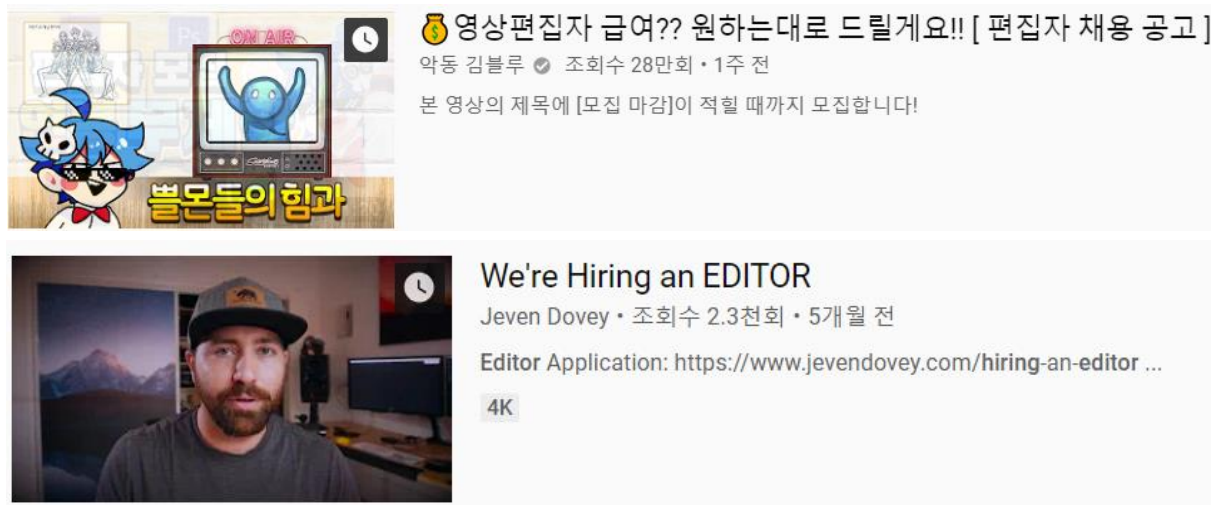 ON AIR
쁠몬들의 힘과
💰영상편집자 급여?? 원하는대로 드릴게요!! [ 편집자 채용 공고 ]
악동 김블루 조회수 28만회 • 1주 전
본 영상의 제목에 [모집 마감]이 적힐 때까지 모집합니다!
We're Hiring an EDITOR
Jeven Dovey • 조회수 2.3천회 • 5개월 전
Editor Application: https://www.jevendovey.com/hiring-an-editor ...
4K